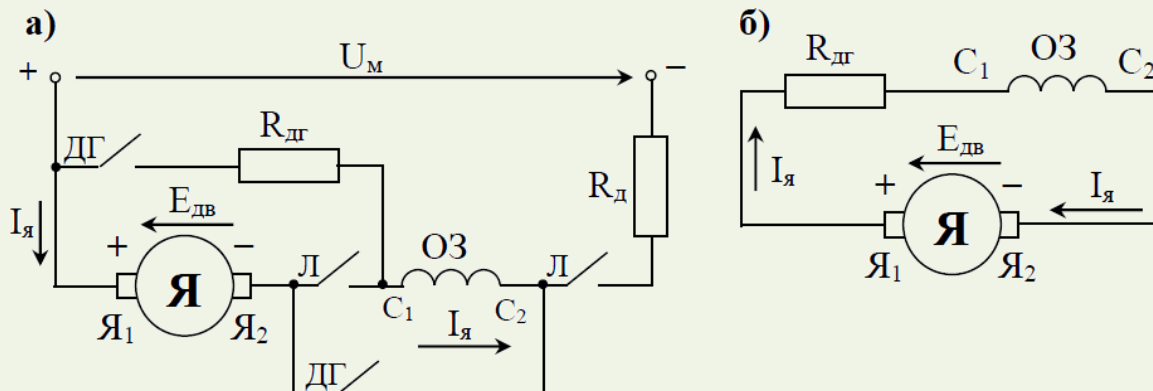 а)
+ Uм −
ДГ Rдг
Rд
Iя Eдв
+ −
Я
Л ОЗ Л
Я1 Я2 C1 C2
Iя
ДГ
б)
Rдг C1 ОЗ C2
Iя Eдв Iя
+ −
Я
Я1 Я2